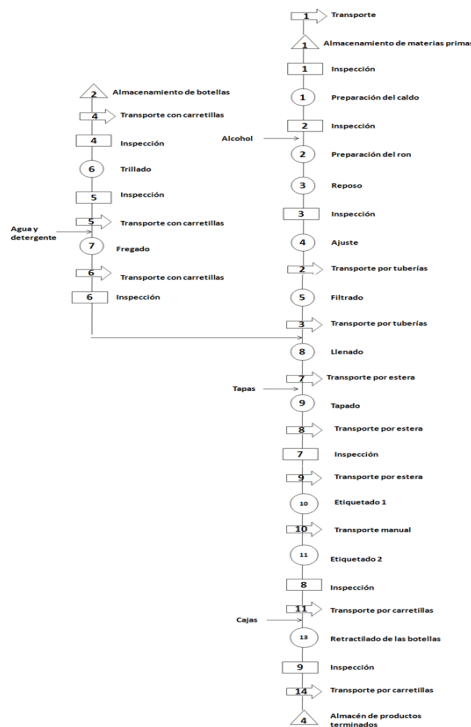 1 Transporte
1 Almacenamiento de materias primas
1 Inspección
2 Almacenamiento de botellas
1 Preparación del caldo
4 Transporte con carretillas
2 Inspección
Alcohol
4 Inspección
2 Preparación del ron
6 Trillado
3 Reposo
5 Inspección
3 Inspección
5 Transporte con carretillas
Agua y
detergente
4 Ajuste
7 Fregado
2 Transporte por tuberías
6 Transporte con carretillas
5 Filtrado
6 Inspección
3 Transporte por tuberías
8 Llenado
7 Transporte por estera
Tapas
9 Tapado
8 Transporte por estera
7 Inspección
9 Transporte por estera
10 Etiquetado 1
10 Transporte manual
11 Etiquetado 2
8 Inspección
11 Transporte por carretillas
Cajas
13 Retractilado de las botellas
9 Inspección
14 Transporte por carretillas
4 Almacén de productos
terminados